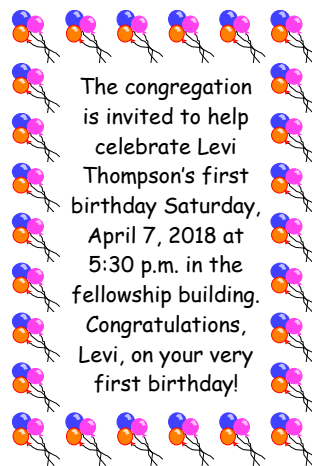 The congregation
is invited to help
celebrate Levi
Thompson's first
birthday Saturday,
April 7, 2018 at
5:30 p.m. in the
fellowship building.
Congratulations,
Levi, on your very
first birthday!